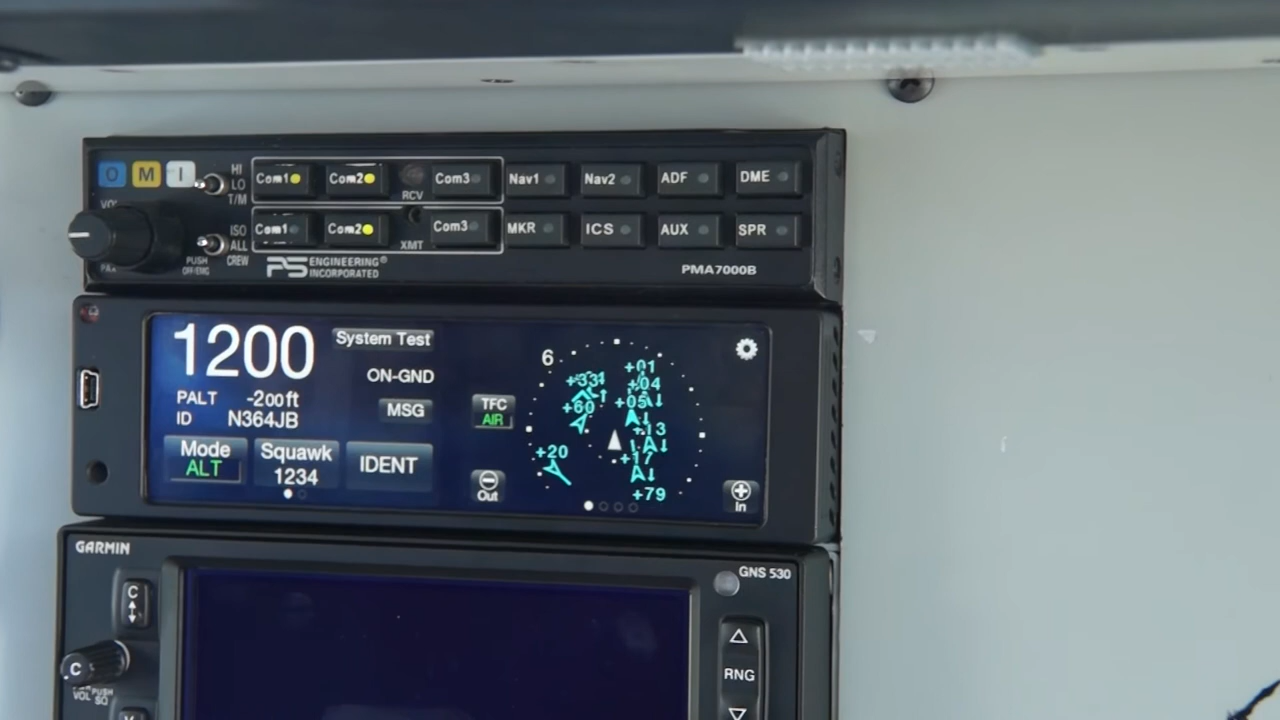 O M I
HI
LO
T/M
Com1 Com2 RCV Com3 Nav1 Nav2 ADF DME
VOL
ISO
ALL
CREW
Com1 Com2 XMT Com3 MKR ICS AUX SPR
PUSH
OFF/EMG
PS ENGINEERING®
INCORPORATED
PMA7000B
1200
System Test
ON-GND
PALT -200ft
ID N364JB
MSG
Mode
ALT
Squawk
1234
IDENT
TFC
AIR
Out
6
+01
+04
+05
+33
+60
+13
+17
+20
+79
In
GARMIN
GNS 530
C
C
VOL PUSH
SQ
RNG